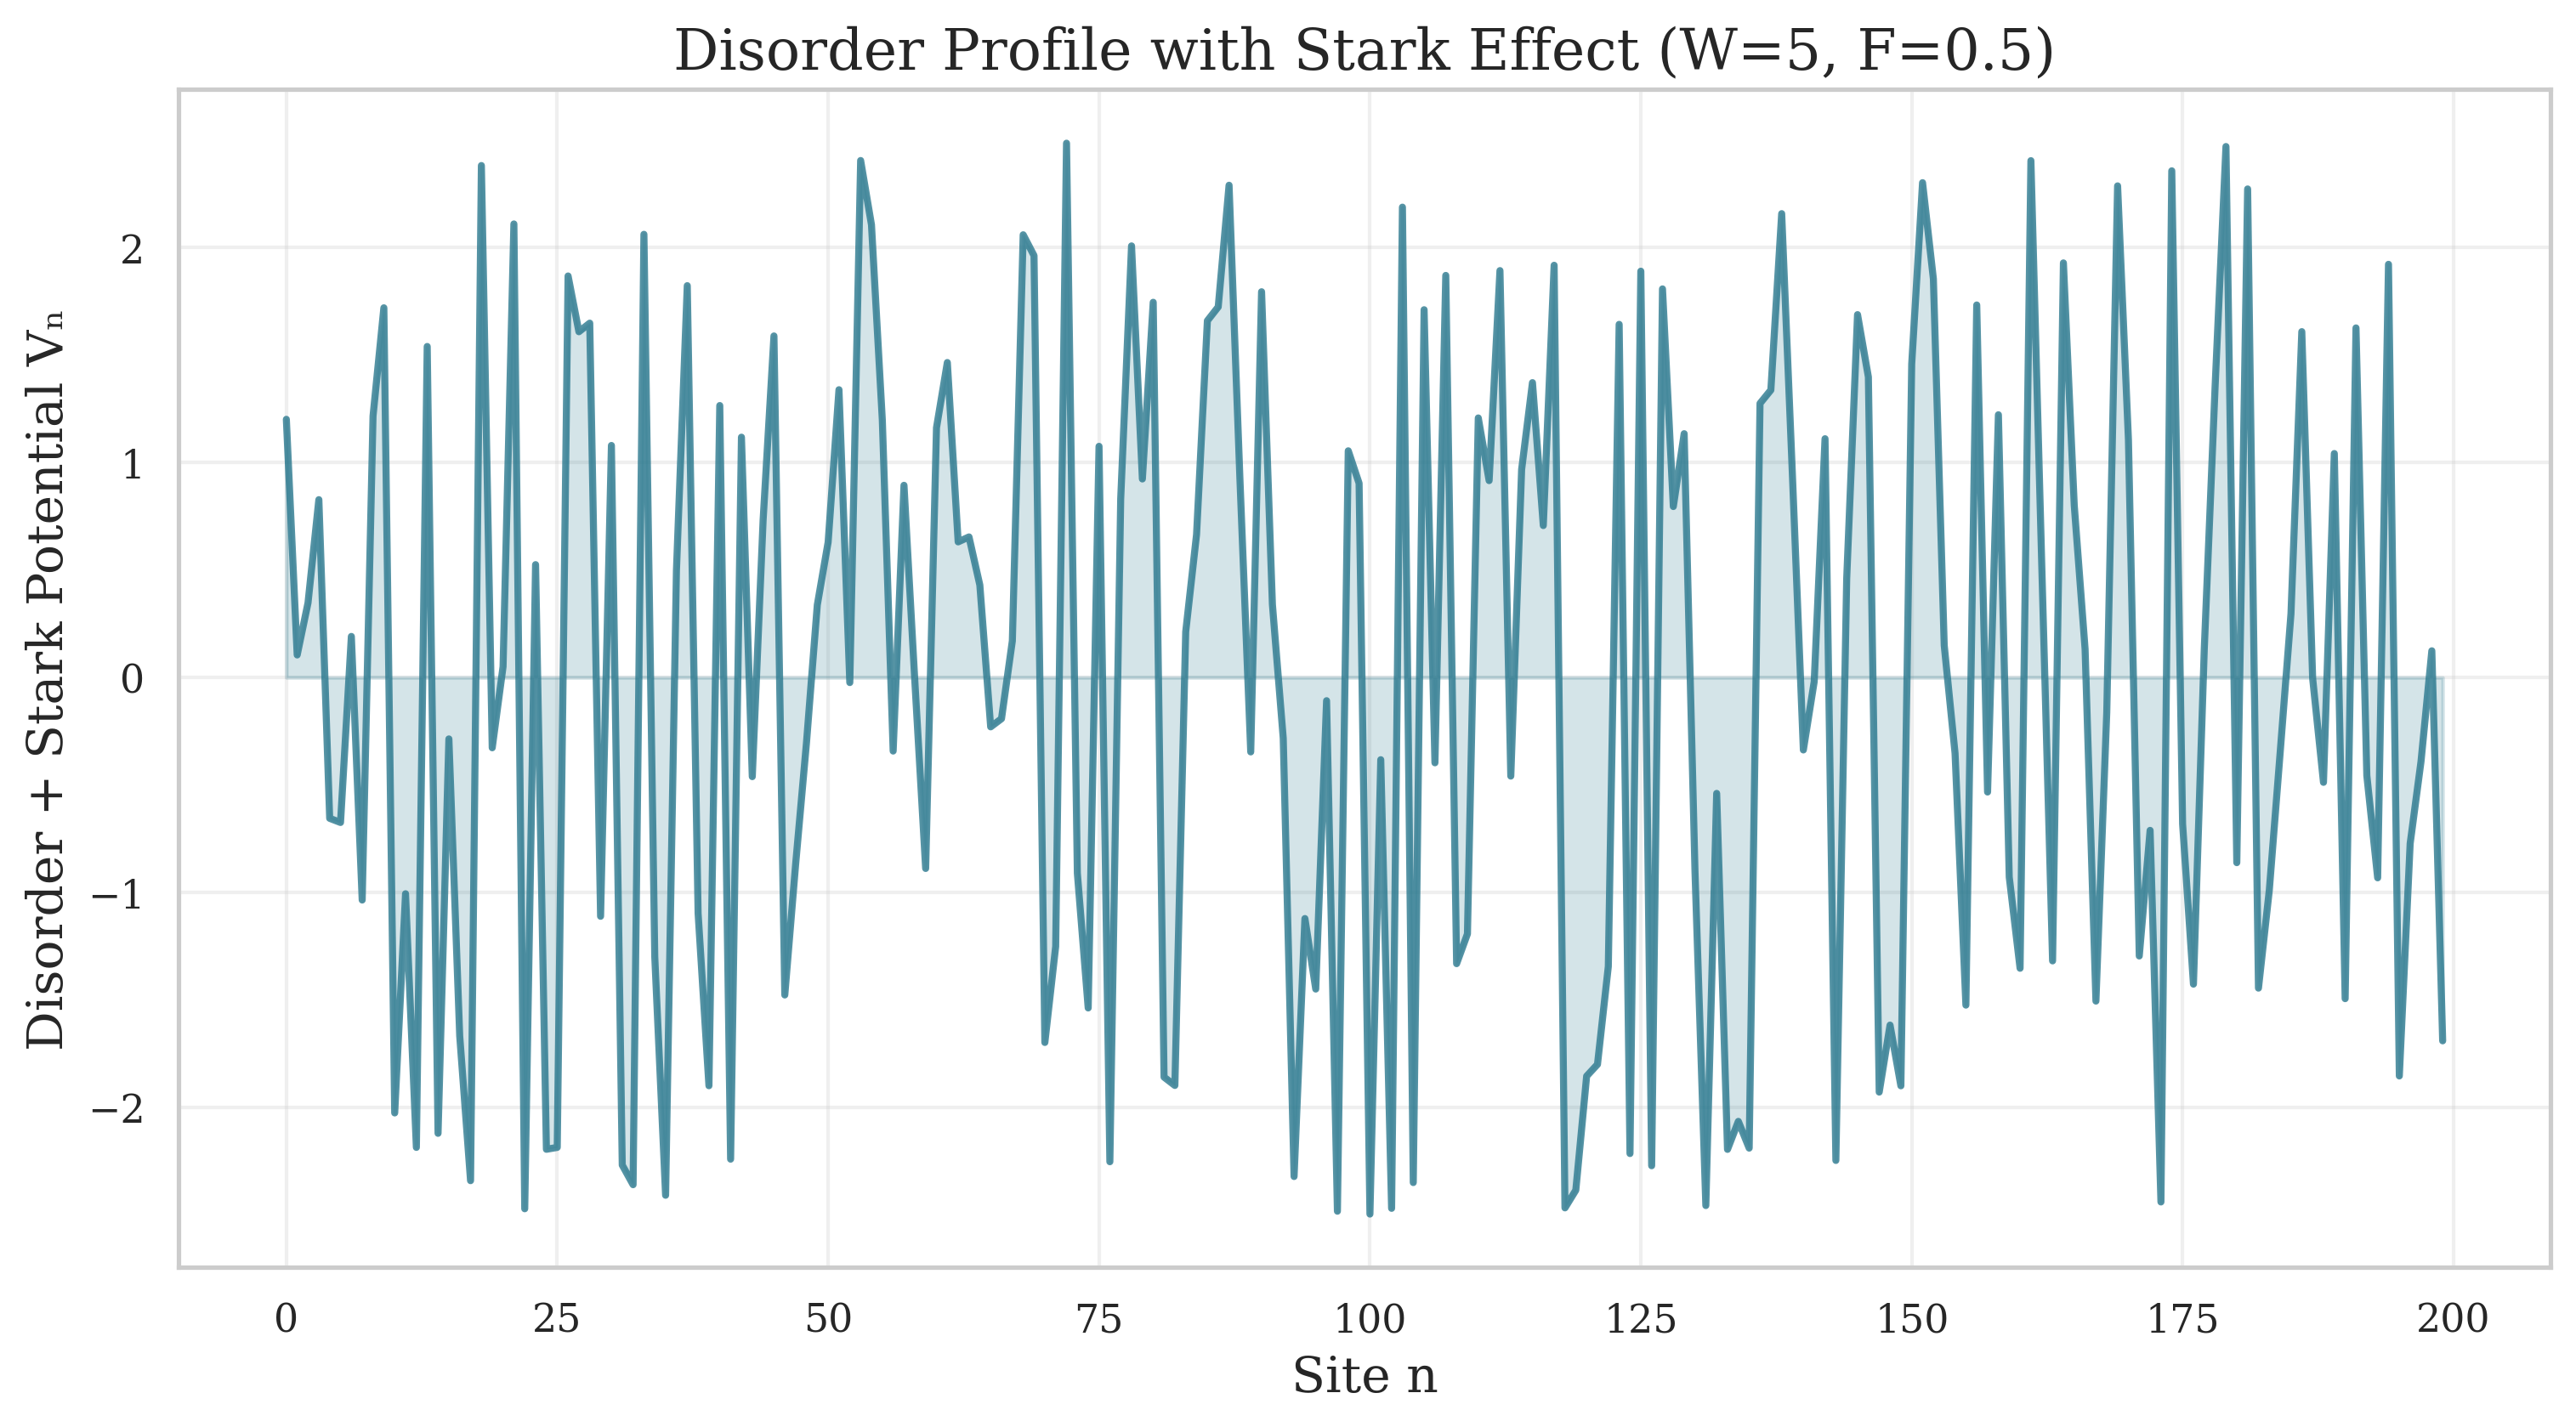 Disorder Profile with Stark Effect (W=5, F=0.5)
Disorder + Stark Potential Vₙ
2
1
0
−1
−2
0 25 50 75 100 125 150 175 200
Site n